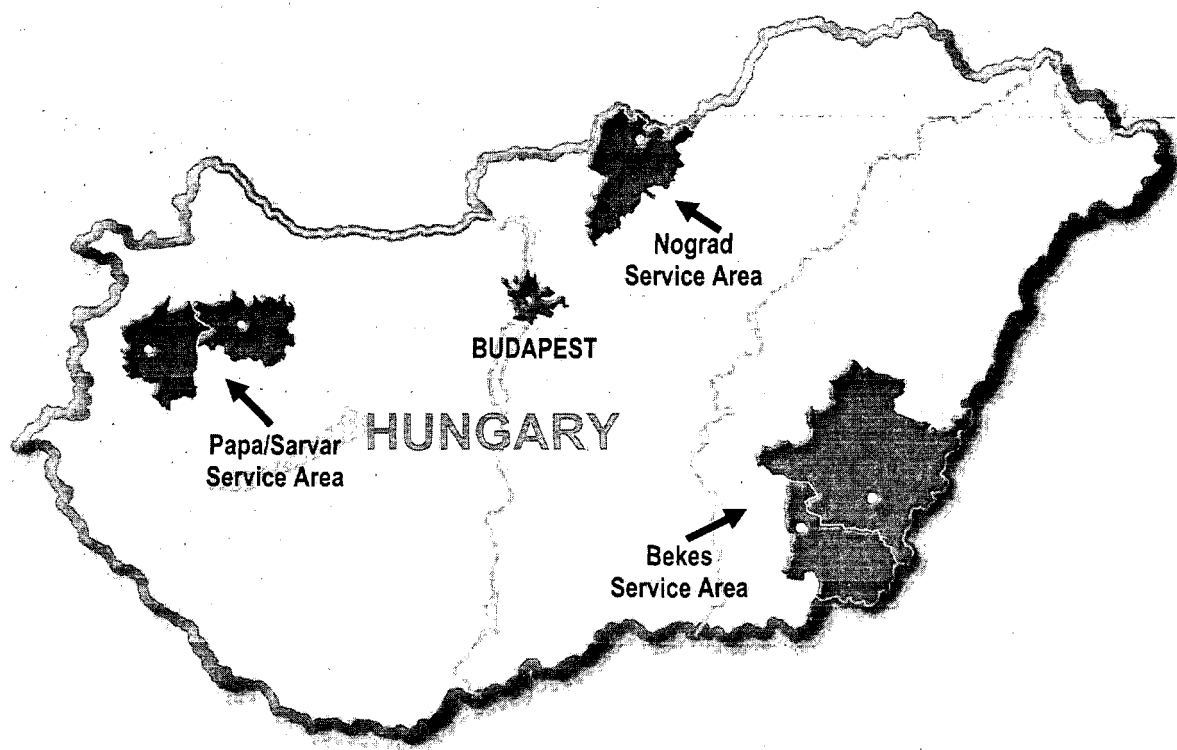 Nograd
Service Area
BUDAPEST
HUNGARY
Papa/Sarvar
Service Area
Bekes
Service Area